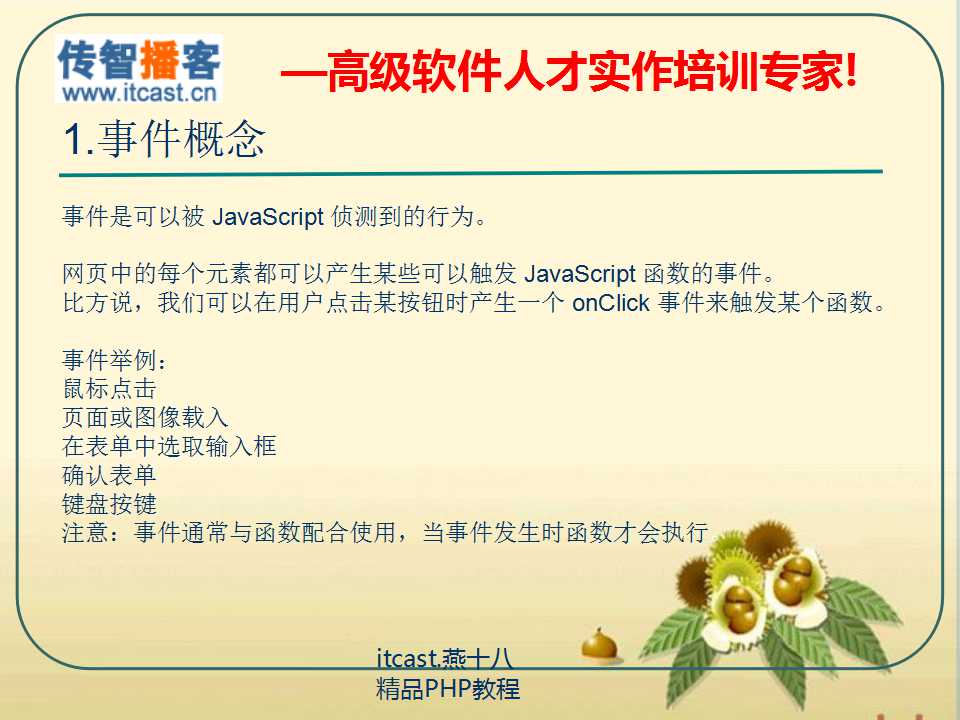 传智播客
www.itcast.cn
—高级软件人才实作培训专家!
1.事件概念
事件是可以被 JavaScript 侦测到的行为。
网页中的每个元素都可以产生某些可以触发 JavaScript 函数的事件。
比方说，我们可以在用户点击某按钮时产生一个 onClick 事件来触发某个函数。
事件举例：
鼠标点击
页面或图像载入
在表单中选取输入框
确认表单
键盘按键
注意：事件通常与函数配合使用，当事件发生时函数才会执行
itcast.燕十八
精品PHP教程